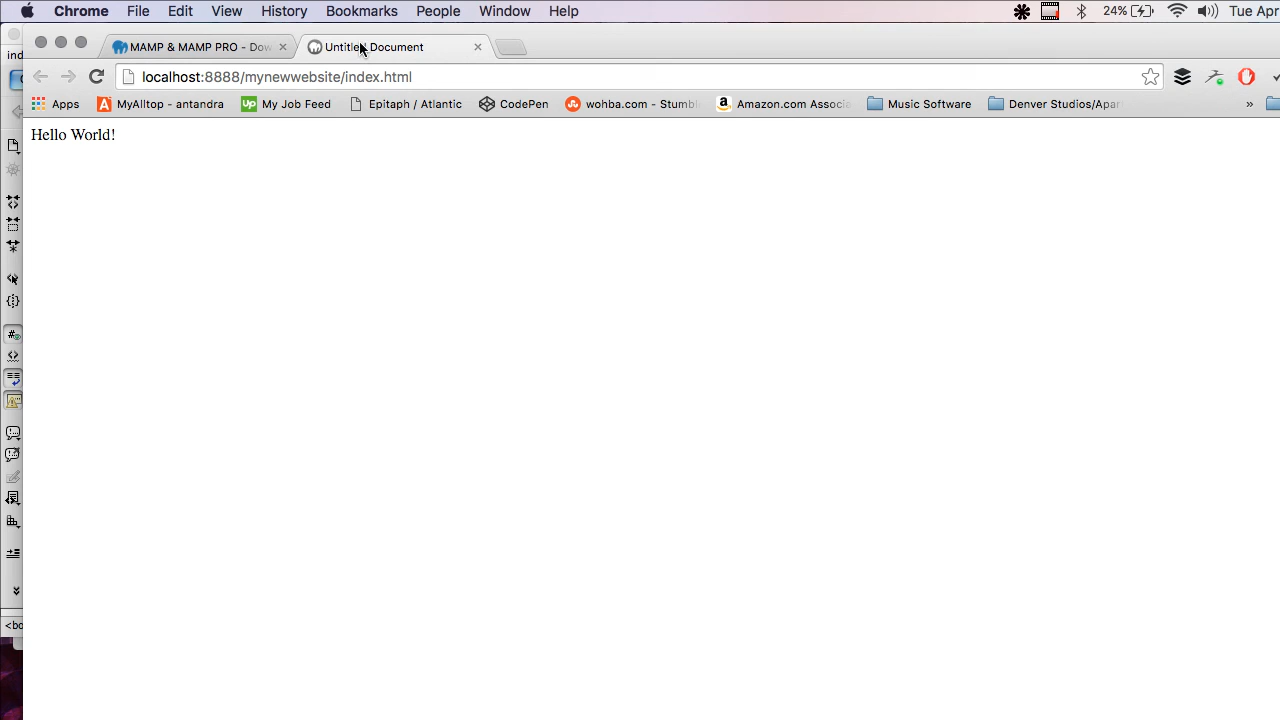 Chrome File Edit View History Bookmarks People Window Help 24% Tue Apr
MAMP & MAMP PRO - Dow Untitled Document
ind
localhost:8888/mynewwebsite/index.html
Apps MyAlltop - antandra My Job Feed Epitaph / Atlantic CodePen wohba.com - Stumbl Amazon.com Associa Music Software Denver Studios/Apar »
Hello World!
<bo